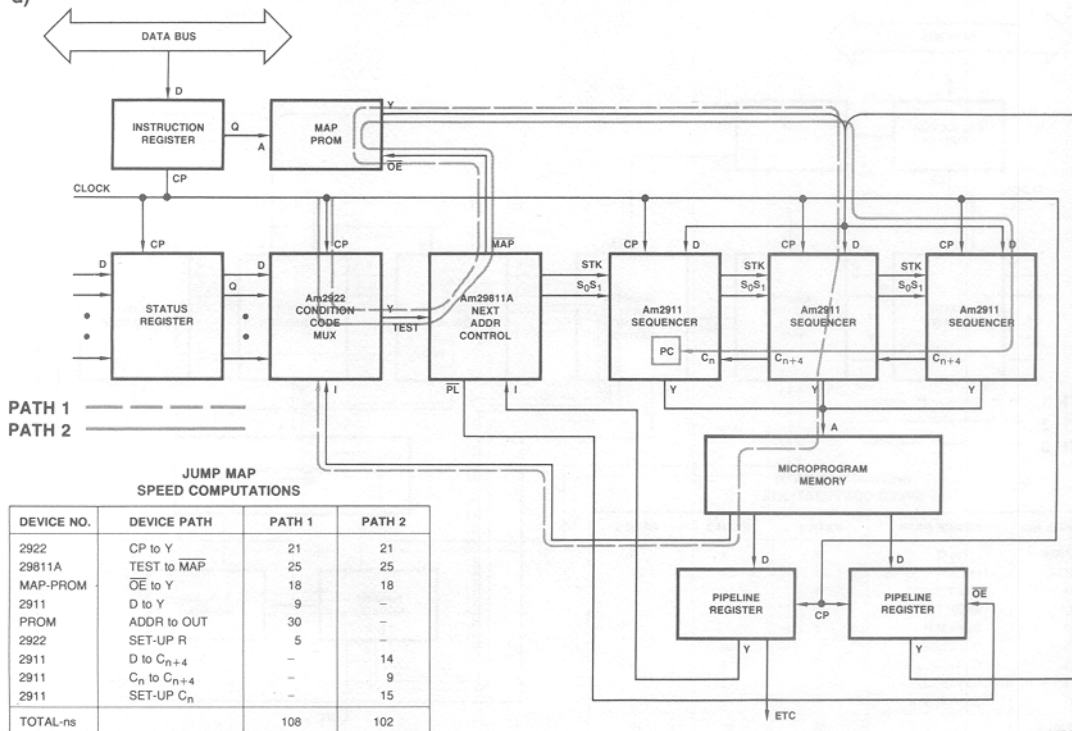 a)
DATA BUS
D
INSTRUCTION REGISTER
Q
A
MAP PROM
Y
OE
CP
CLOCK
CP
CP
MAP
CP
D
CP
D
CP
D
D
STATUS REGISTER
D
Q
Am2922 CONDITION CODE MUX
Y
TEST
Am29811A NEXT ADDR CONTROL
STK
S0S1
Am2911 SEQUENCER
PC
STK
S0S1
Cn
Cn+4
Am2911 SEQUENCER
STK
S0S1
Cn+4
Am2911 SEQUENCER
I
PL
I
Y
Y
Y
PATH 1
PATH 2
A
MICROPROGRAM MEMORY
D
D
PIPELINE REGISTER
CP
PIPELINE REGISTER
OE
Y
Y
ETC
JUMP MAP
SPEED COMPUTATIONS
DEVICE NO. DEVICE PATH PATH 1 PATH 2
2922 CP to Y 21 21
29811A TEST to MAP 25 25
MAP-PROM OE to Y 18 18
2911 D to Y 9 –
PROM ADDR to OUT 30 –
2922 SET-UP R 5 –
2911 D to Cn+4 – 14
2911 Cn to Cn+4 – 9
2911 SET-UP Cn – 15
TOTAL-ns 108 102